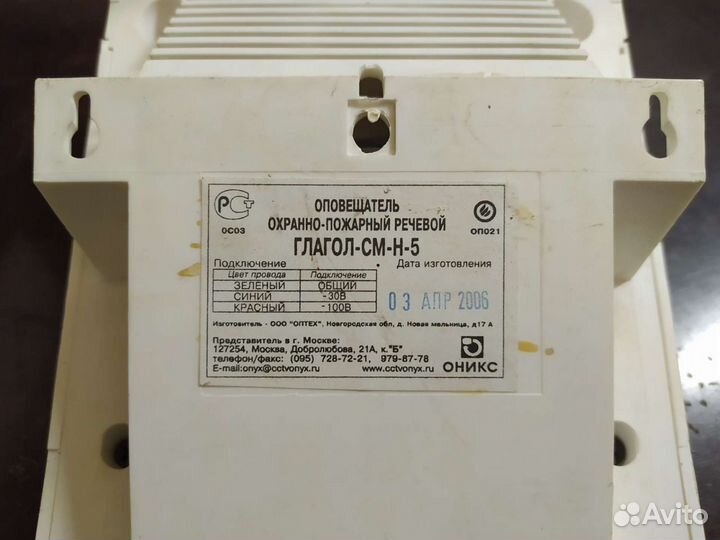 ОПОВЕЩАТЕЛЬ
ОХРАННО-ПОЖАРНЫЙ РЕЧЕВОЙ
РСТ ОС03 ГЛАГОЛ-СМ-Н-5 ОП021
Подключение Дата изготовления
Цвет провода Подключение
ЗЕЛЕНЫЙ ОБЩИЙ
СИНИЙ -30В
КРАСНЫЙ -100В
03 АПР 2006
Изготовитель - ООО "ОПТЕХ", Новгородская обл, д. Новая мельница, д17 А
Представитель в г. Москве:
127254, Москва, Добролюбова, 21А, к."Б"
телефон/факс: (095) 728-72-21, 979-87-78
E-mail:onyx@cctvonyx.ru www.cctvonyx.ru ОНИКС
Avito